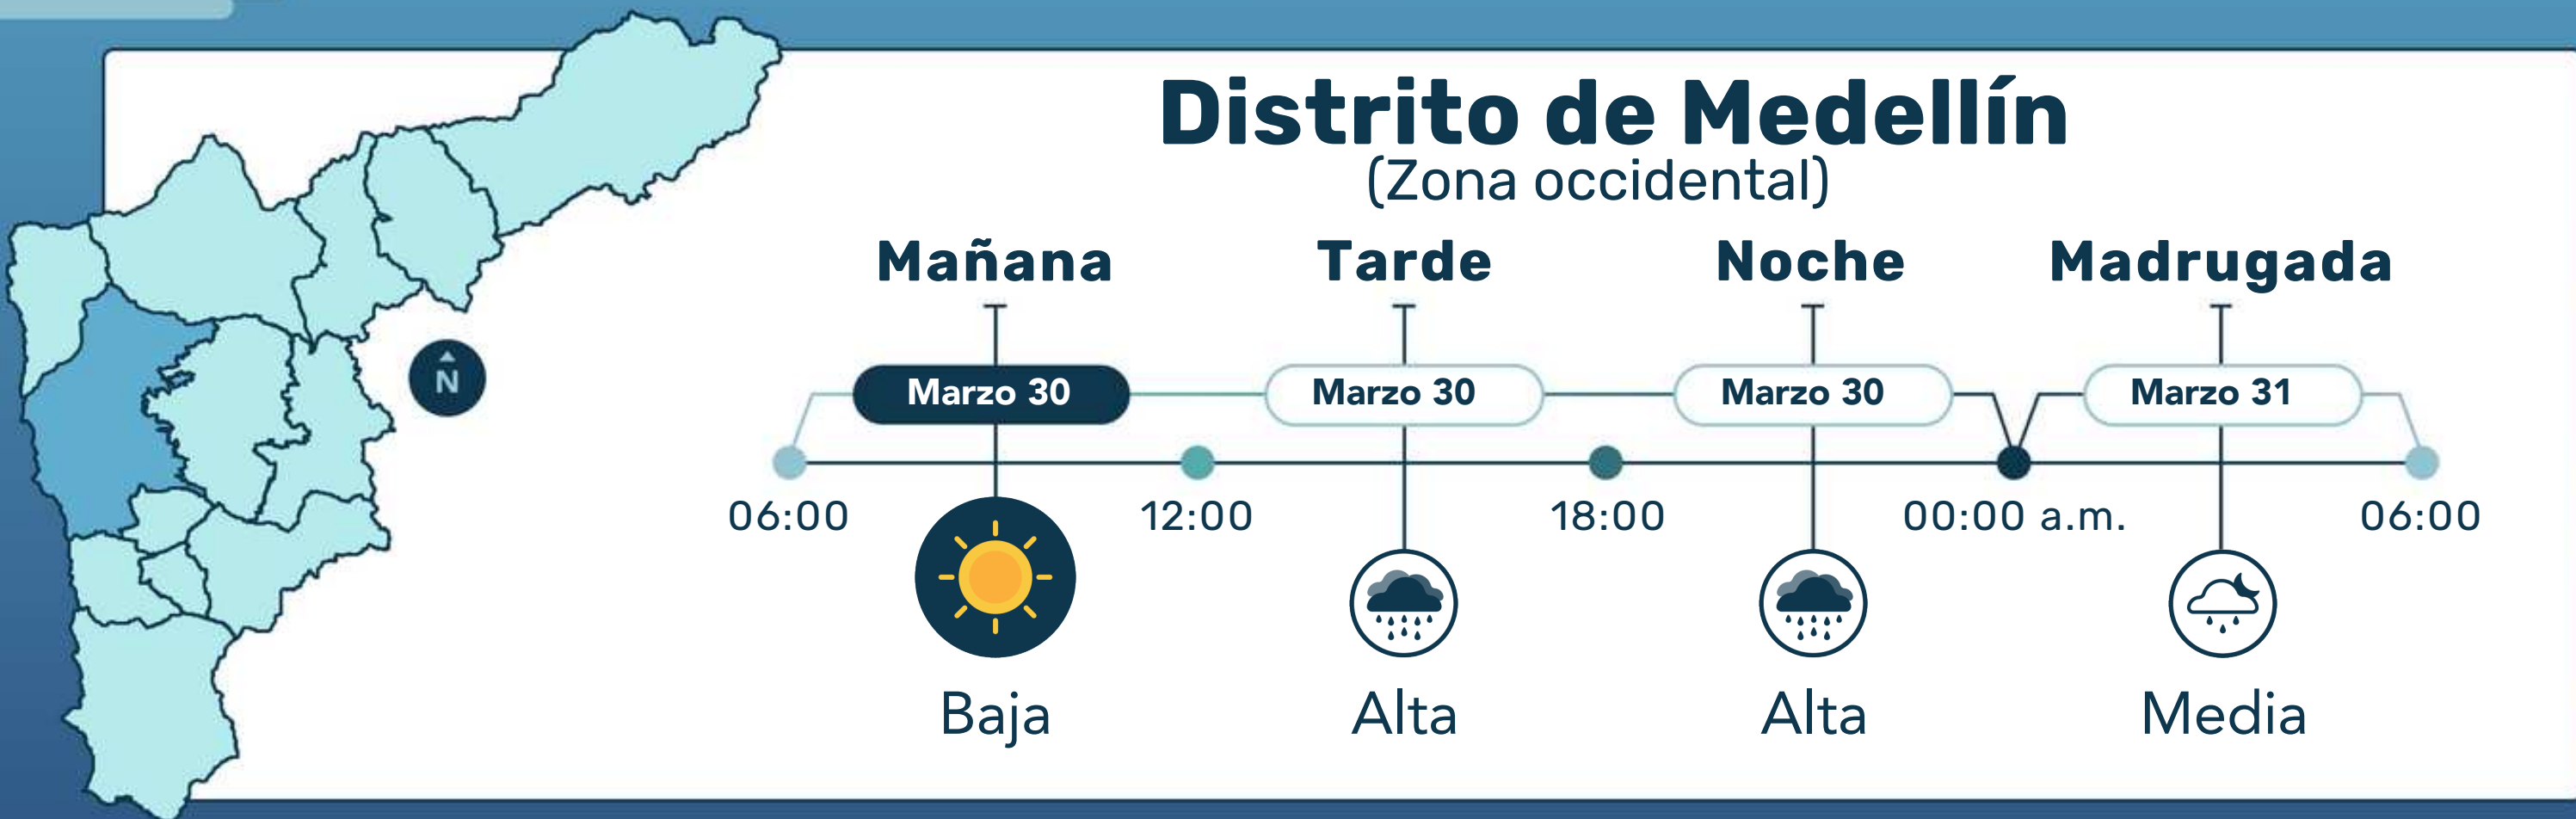 Distrito de Medellín
(Zona occidental)
Mañana Tarde Noche Madrugada
N
Marzo 30 Marzo 30 Marzo 30 Marzo 31
06:00 12:00 18:00 00:00 a.m. 06:00
Baja Alta Alta Media